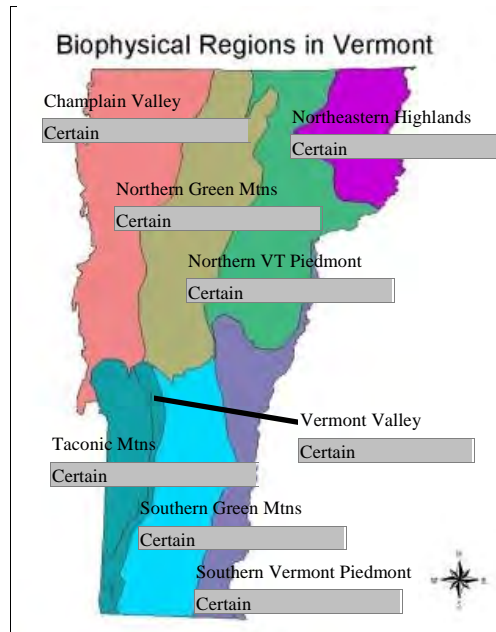 Biophysical Regions in Vermont
Champlain Valley
Certain
Northeastern Highlands
Certain
Northern Green Mtns
Certain
Northern VT Piedmont
Certain
Vermont Valley
Certain
Taconic Mtns
Certain
Southern Green Mtns
Certain
Southern Vermont Piedmont
Certain